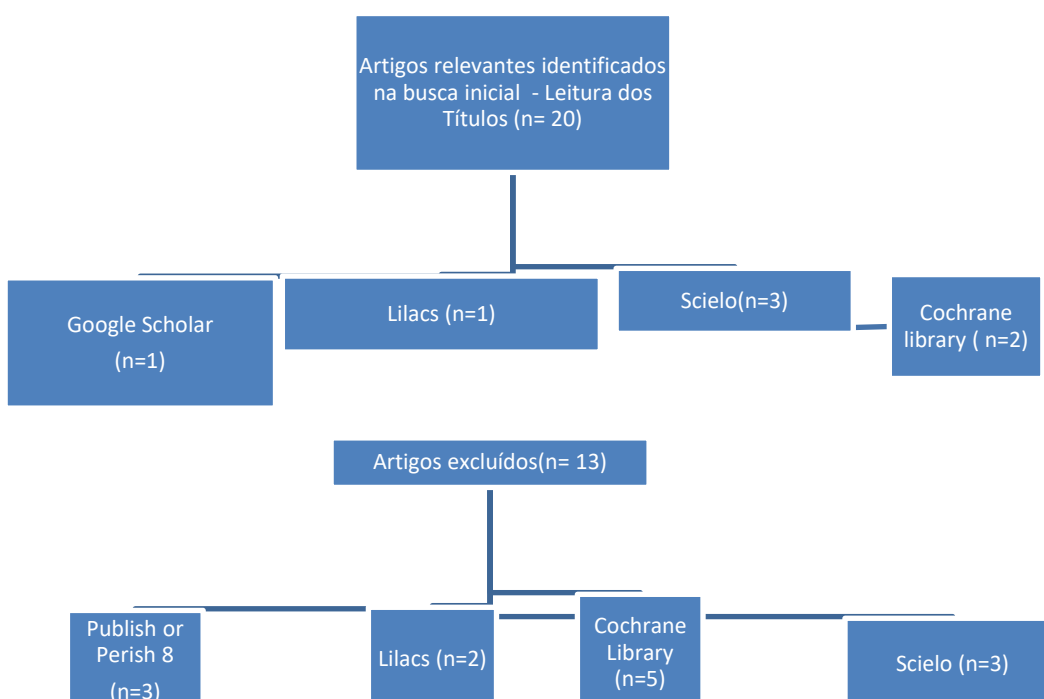 Artigos relevantes identificados
na busca inicial - Leitura dos
Títulos (n= 20)
Google Scholar
(n=1)
Lilacs (n=1)
Scielo(n=3)
Cochrane
library ( n=2)
Artigos excluídos(n= 13)
Publish or
Perish 8
(n=3)
Lilacs (n=2)
Cochrane
Library
(n=5)
Scielo (n=3)